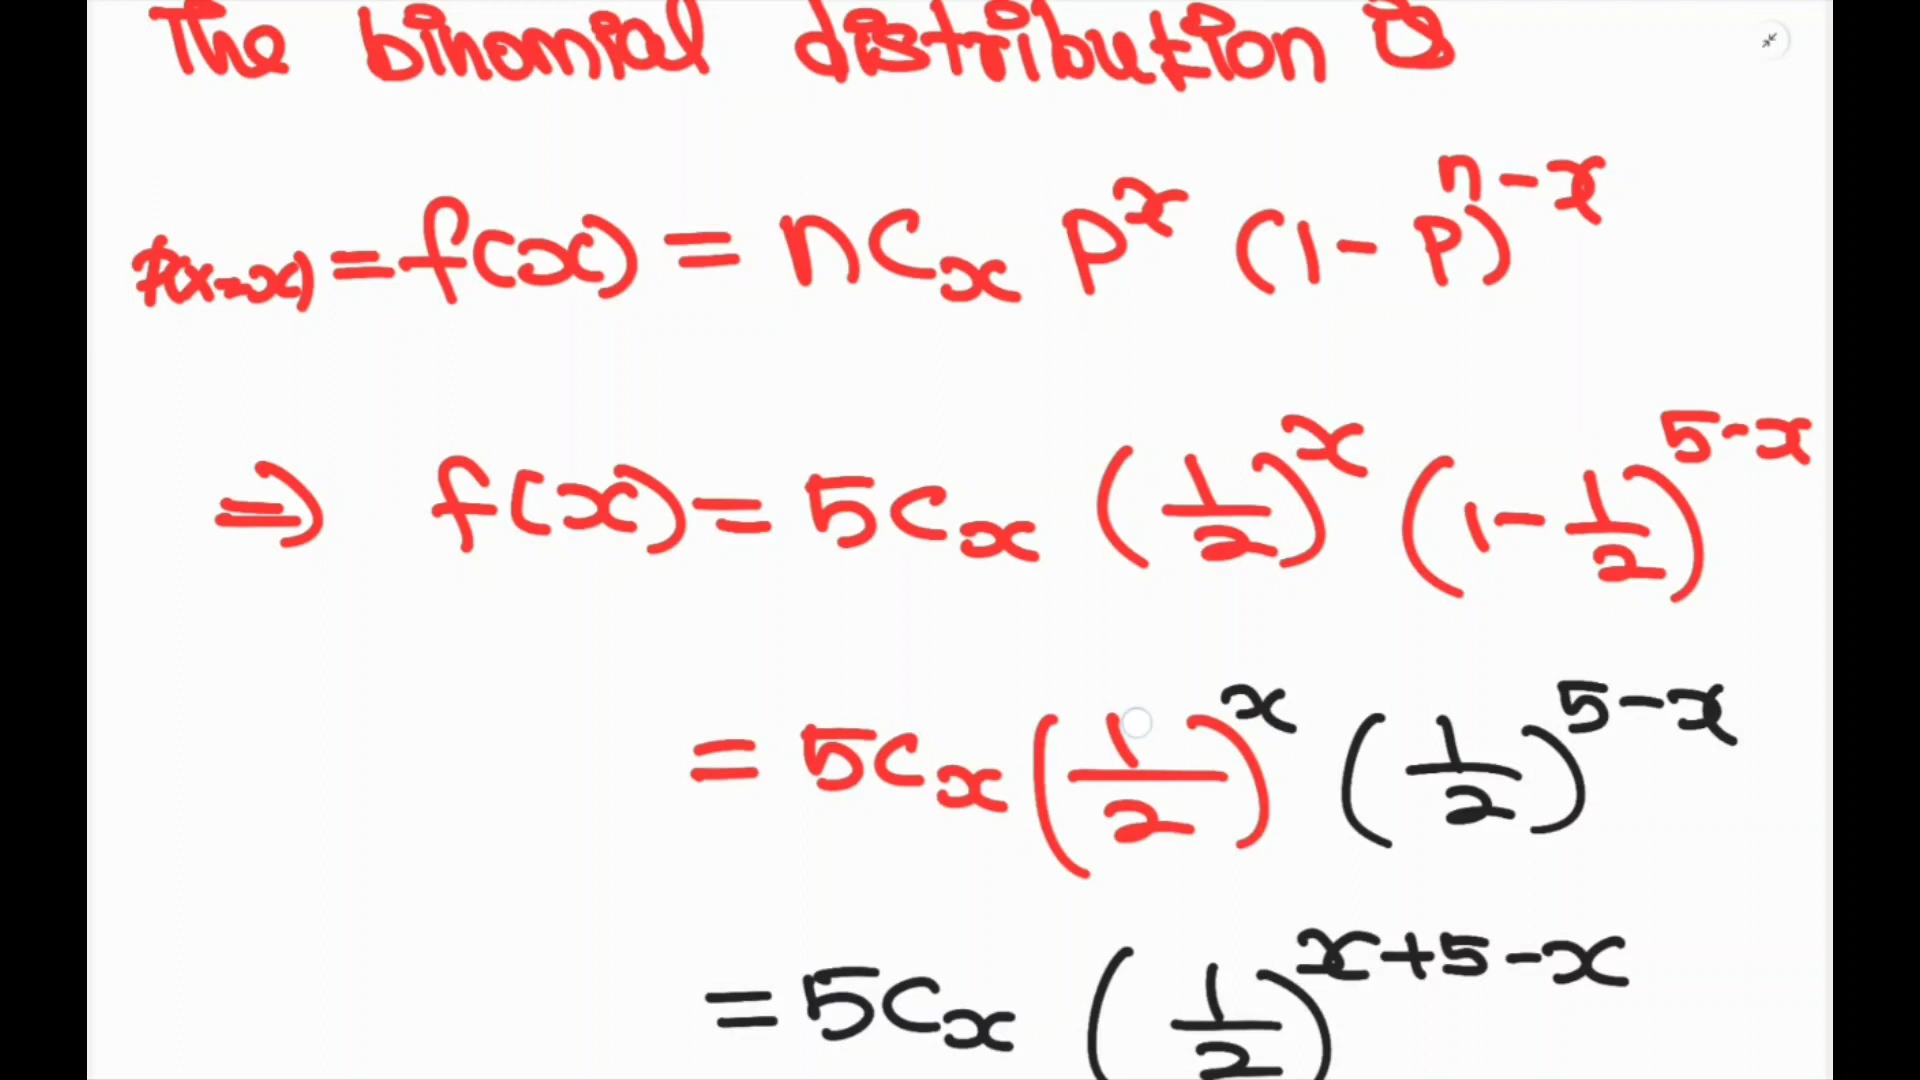 The binomial distribution is
P(X=x) = f(x) = nCₓ pˣ (1-p)ⁿ⁻ˣ
⇒ f(x) = 5Cₓ (1/2)ˣ (1-1/2)⁵⁻ˣ
= 5Cₓ (1/2)ˣ (1/2)⁵⁻ˣ
= 5Cₓ (1/2)ˣ⁺⁵⁻ˣ